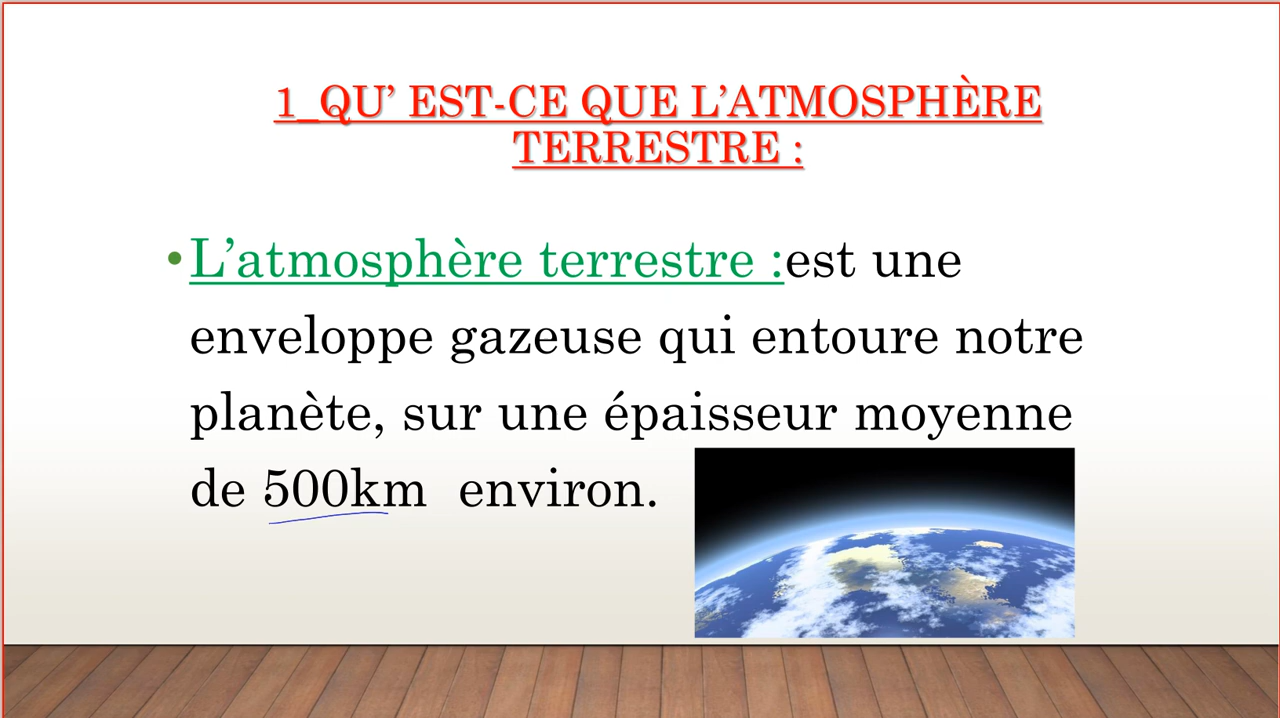 1_QU’ EST-CE QUE L’ATMOSPHÈRE
TERRESTRE :
•L’atmosphère terrestre :est une
enveloppe gazeuse qui entoure notre
planète, sur une épaisseur moyenne
de 500km  environ.